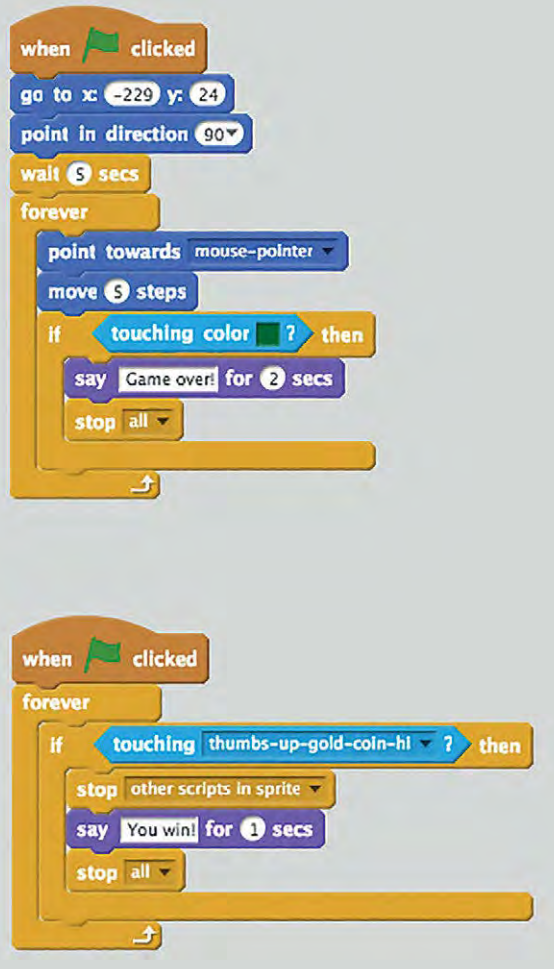 when clicked
go to x: -229 y: 24
point in direction 90
wait 5 secs
forever
point towards mouse-pointer
move 5 steps
if touching color ? then
say Game over! for 2 secs
stop all
when clicked
forever
if touching thumbs-up-gold-coin-hi ? then
stop other scripts in sprite
say You win! for 1 secs
stop all